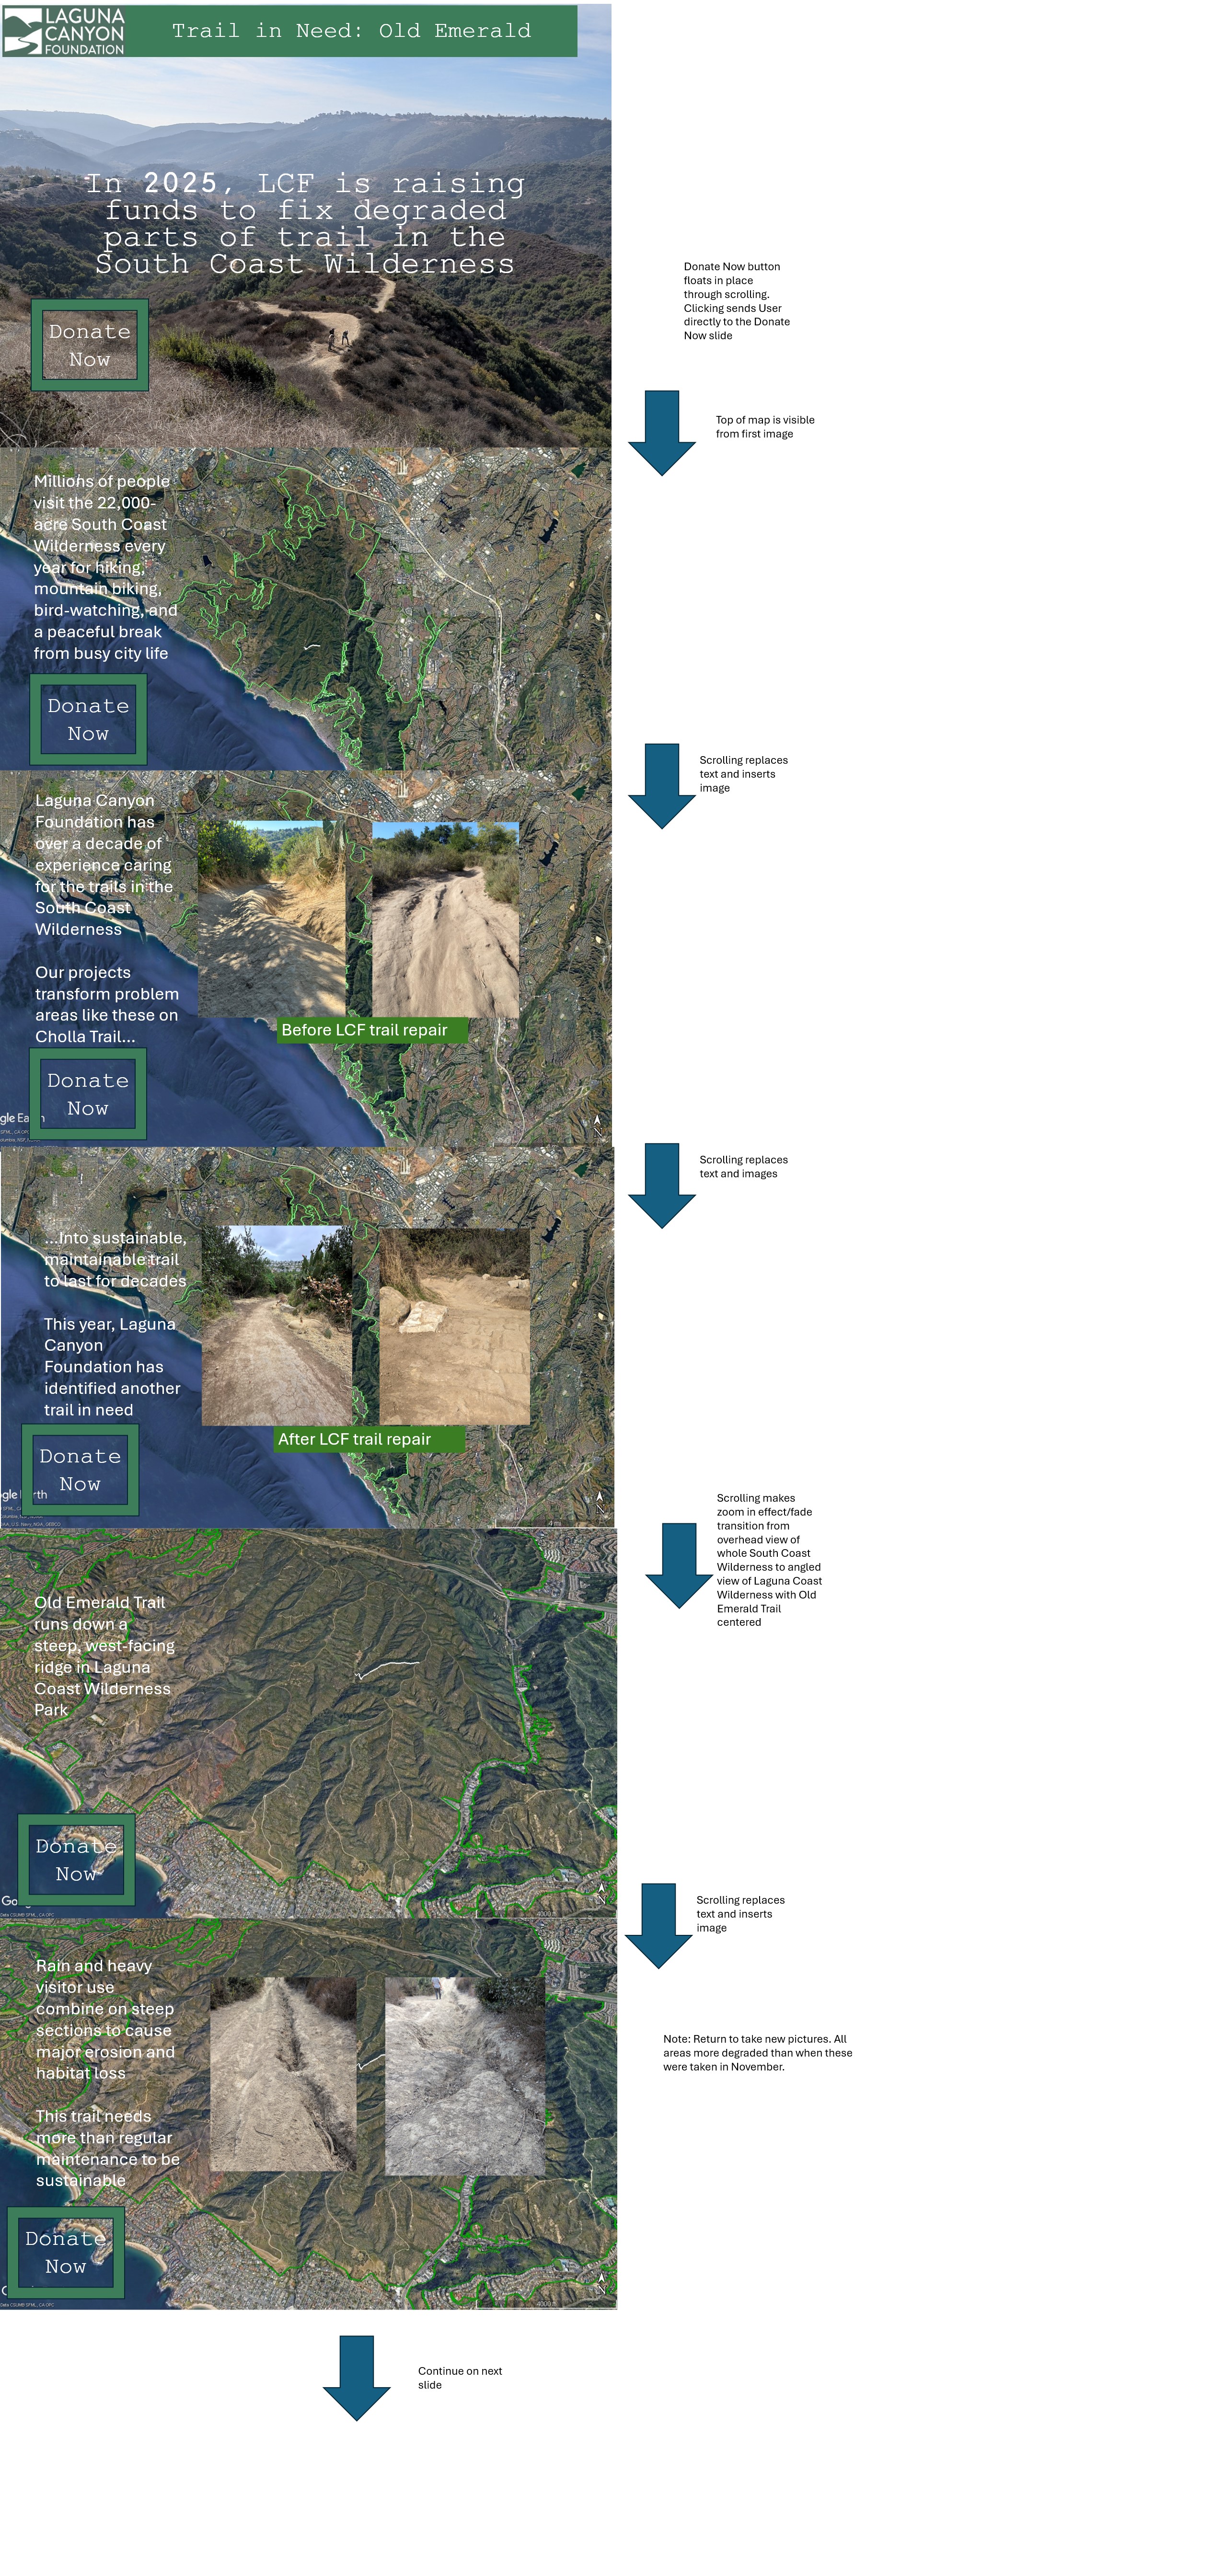 LAGUNA
CANYON
FOUNDATION
Trail in Need: Old Emerald
In 2025, LCF is raising
funds to fix degraded
parts of trail in the
South Coast Wilderness
Donate
Now
Donate Now button
floats in place
through scrolling.
Clicking sends User
directly to the Donate
Now slide
Top of map is visible
from first image
Millions of people
visit the 22,000-
acre South Coast
Wilderness every
year for hiking,
mountain biking,
bird-watching, and
a peaceful break
from busy city life
Donate
Now
Scrolling replaces
text and inserts
image
Laguna Canyon
Foundation has
over a decade of
experience caring
for the trails in the
South Coast
Wilderness
Our projects
transform problem
areas like these on
Cholla Trail...
Before LCF trail repair
Donate
Now
N
Scrolling replaces
text and images
...Into sustainable,
maintainable trail
to last for decades
This year, Laguna
Canyon
Foundation has
identified another
trail in need
After LCF trail repair
Donate
Now
N
Scrolling makes
zoom in effect/fade
transition from
overhead view of
whole South Coast
Wilderness to angled
view of Laguna Coast
Wilderness with Old
Emerald Trail
centered
Old Emerald Trail
runs down a
steep, west-facing
ridge in Laguna
Coast Wilderness
Park
Donate
Now
N
Scrolling replaces
text and inserts
image
Rain and heavy
visitor use
combine on steep
sections to cause
major erosion and
habitat loss
This trail needs
more than regular
maintenance to be
sustainable
Note: Return to take new pictures. All
areas more degraded than when these
were taken in November.
Donate
Now
N
Continue on next
slide